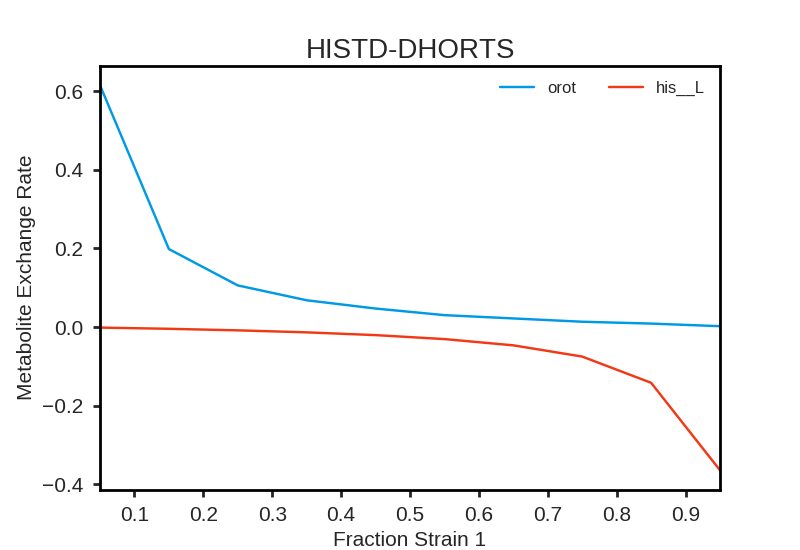 HISTD-DHORTS
orot his__L
Metabolite Exchange Rate
0.6
0.4
0.2
0.0
−0.2
−0.4
0.1 0.2 0.3 0.4 0.5 0.6 0.7 0.8 0.9
Fraction Strain 1